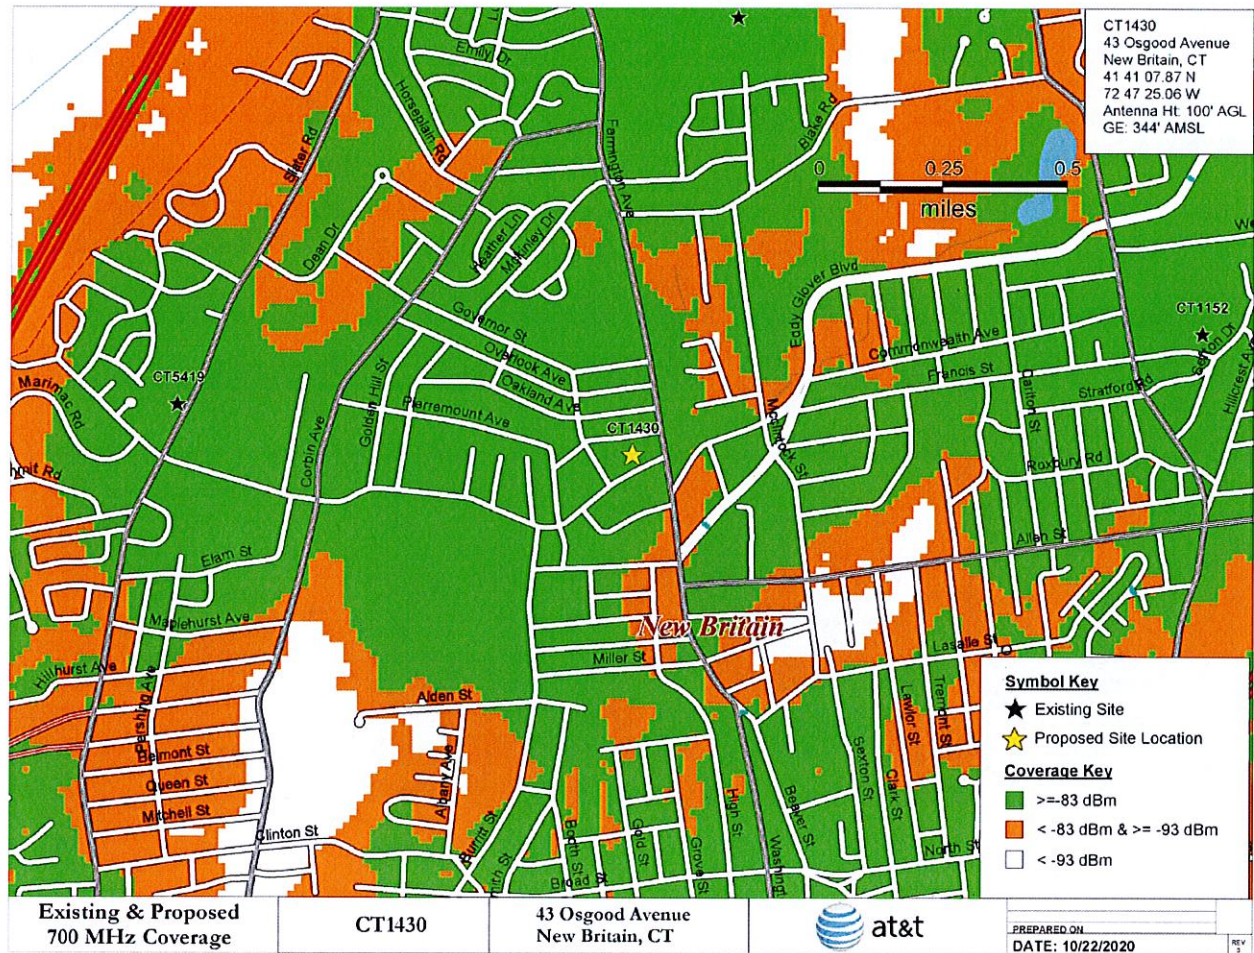 CT1430
43 Osgood Avenue
New Britain, CT
41 41 07.87 N
72 47 25.06 W
Antenna Ht: 100' AGL
GE: 344' AMSL
Emily Dr
Horseplain Rd
Slater Rd
Farmington Ave
Blake Rd
0 0.25 0.5
miles
Dean Dr
Heather Ln
Mckinley Dr
Eddy Glover Blvd
Governor St
Overlook Ave
Oakland Ave
Commonwealth Ave
CT1152
Francis St
CT5419
Marimac Rd
Golden Hill St
Pierremount Ave
CT1430
Mcclintock St
Darlton St
Stratford Rd
Hillcrest Ave
Corbin Ave
Roxbury Rd
Elam St
Allen St
Maplehurst Ave
New Britain
Hillhurst Ave
Miller St
Lasalle St
Pershing Ave
Alden St
Lawlor St
Tremont St
Belmont St
Albany Ave
Queen St
Sexton St
Clark St
Mitchell St
Clinton St
Burritt St
Booth St
Gold St
High St
Beaver St
North St
Grove St
Broad St
Symbol Key
Existing Site
Proposed Site Location
Coverage Key
>=-83 dBm
< -83 dBm & >= -93 dBm
< -93 dBm
Existing & Proposed
700 MHz Coverage
CT1430
43 Osgood Avenue
New Britain, CT
at&t
PREPARED ON
DATE: 10/22/2020
REV